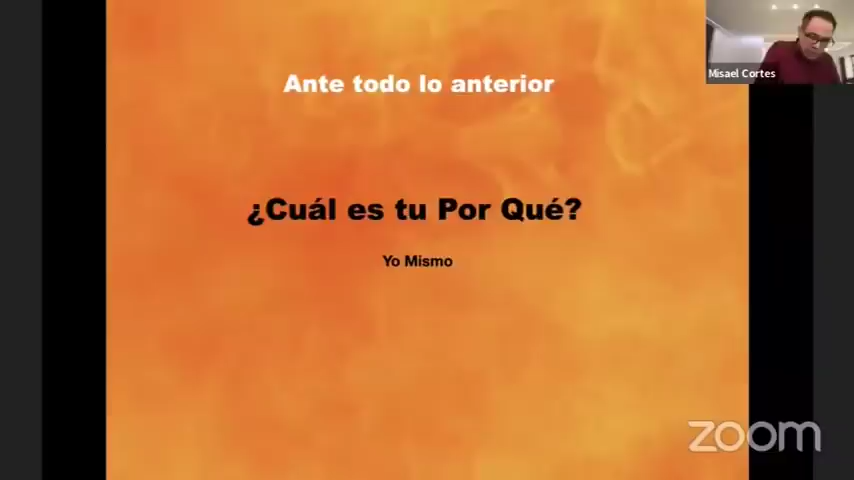 Ante todo lo anterior
¿Cuál es tu Por Qué?
Yo Mismo
Misael Cortes
zoom